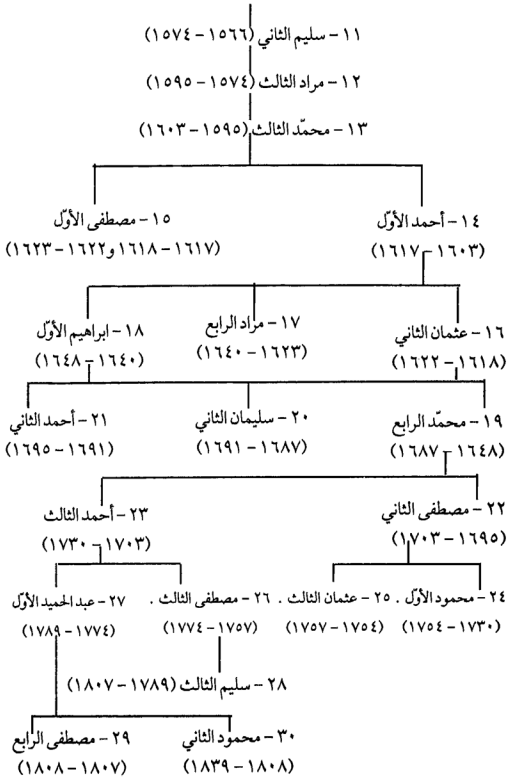 ١١ - سليم الثاني (١٥٦٦ - ١٥٧٤)
١٢ - مراد الثالث (١٥٧٤ - ١٥٩٥)
١٣ - محمّد الثالث (١٥٩٥ - ١٦٠٣)
١٤ - أحمد الأوّل ١٥ - مصطفى الأوّل
(١٦٠٣ - ١٦١٧) (١٦١٧ - ١٦١٨ و١٦٢٢ - ١٦٢٣)
١٦ - عثمان الثاني ١٧ - مراد الرابع ١٨ - ابراهيم الأوّل
(١٦١٨ - ١٦٢٢) (١٦٢٣ - ١٦٤٠) (١٦٤٠ - ١٦٤٨)
١٩ - محمّد الرابع ٢٠ - سليمان الثاني ٢١ - أحمد الثاني
(١٦٤٨ - ١٦٨٧) (١٦٨٧ - ١٦٩١) (١٦٩١ - ١٦٩٥)
٢٢ - مصطفى الثاني ٢٣ - أحمد الثالث
(١٦٩٥ - ١٧٠٣) (١٧٠٣ - ١٧٣٠)
٢٤ - محمود الأوّل . ٢٥ - عثمان الثالث . ٢٦ - مصطفى الثالث . ٢٧ - عبد الحميد الأوّل
(١٧٣٠ - ١٧٥٤) (١٧٥٤ - ١٧٥٧) (١٧٥٧ - ١٧٧٤) (١٧٧٤ - ١٧٨٩)
٢٨ - سليم الثالث (١٧٨٩ - ١٨٠٧)
٣٠ - محمود الثاني ٢٩ - مصطفى الرابع
(١٨٠٨ - ١٨٣٩) (١٨٠٧ - ١٨٠٨)